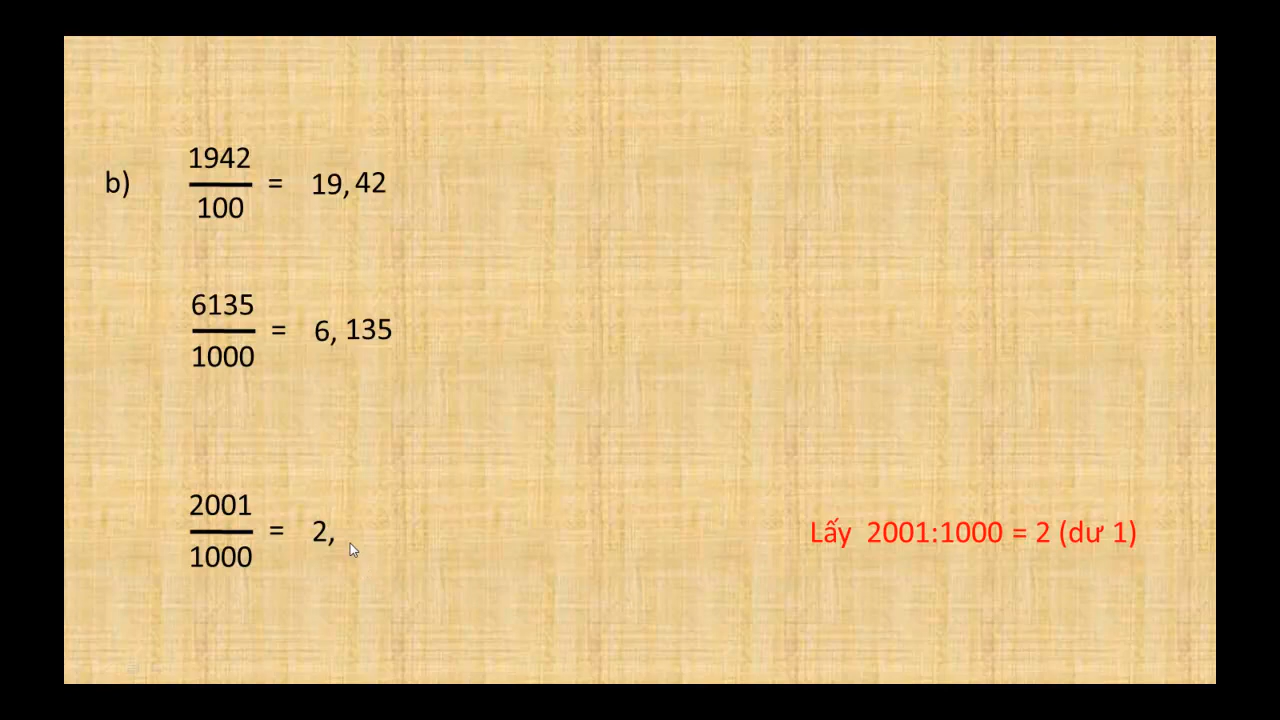 b) 1942/100 = 19, 42
6135/1000 = 6, 135
2001/1000 = 2,
Lấy 2001:1000 = 2 (dư 1)